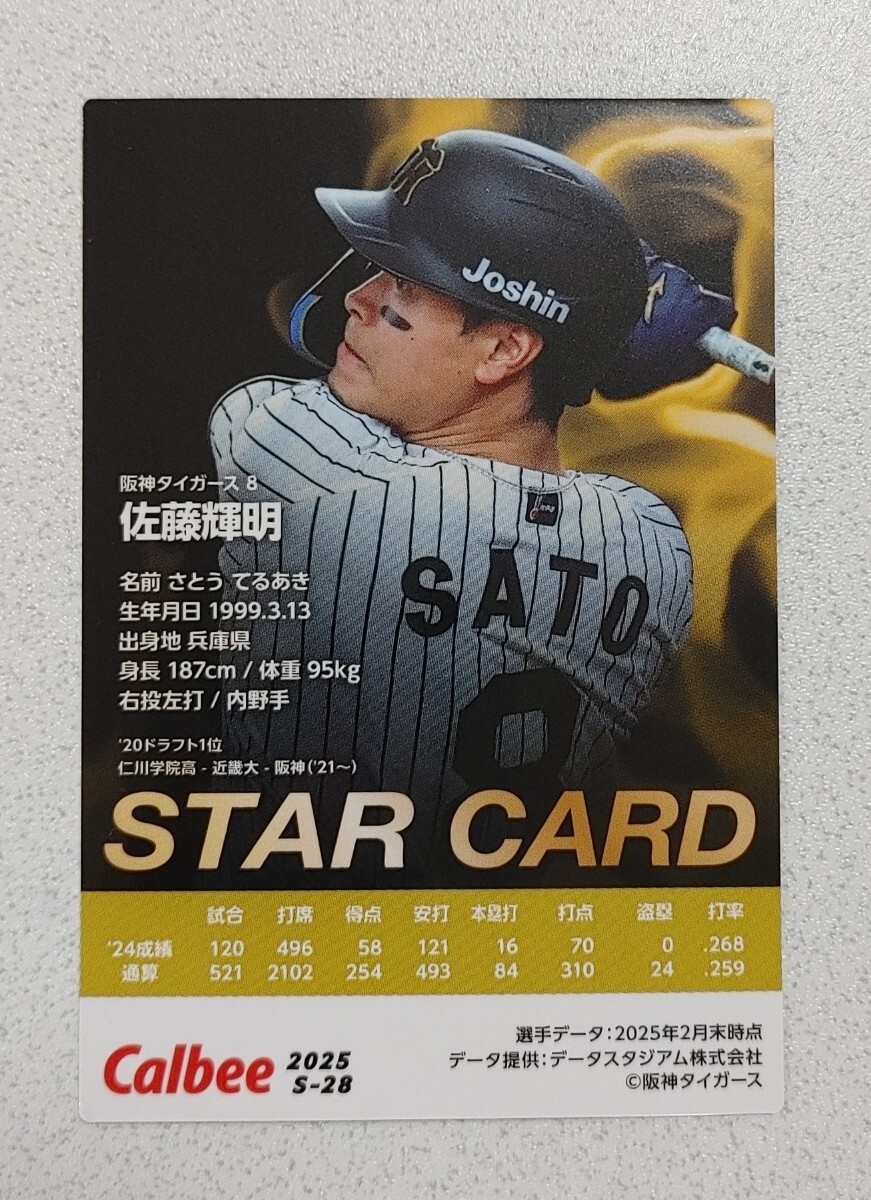 Joshin
阪神タイガース 8
佐藤輝明
SATO
8
名前 さとう てるあき
生年月日 1999.3.13
出身地 兵庫県
身長 187cm / 体重 95kg
右投左打 / 内野手
'20ドラフト1位
仁川学院高 - 近畿大 - 阪神('21～)
STAR CARD
試合 打席 得点 安打 本塁打 打点 盗塁 打率
'24成績 120 496 58 121 16 70 0 .268
通算 521 2102 254 493 84 310 24 .259
選手データ:2025年2月末時点
データ提供:データスタジアム株式会社
©阪神タイガース
Calbee 2025
S-28